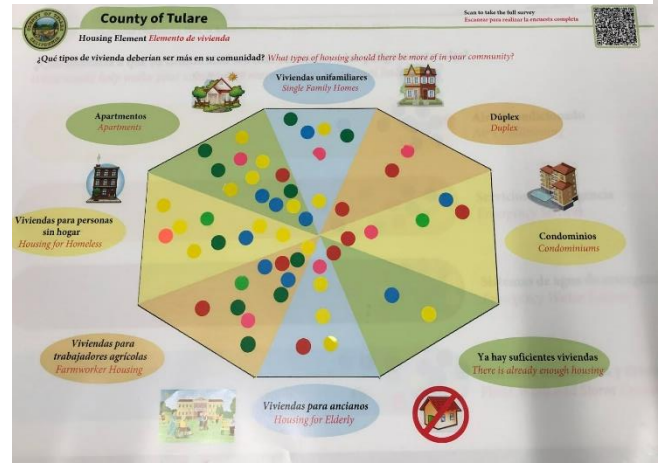 County of Tulare
Scan to take the full survey
Escanear para realizar la encuesta completa
Housing Element Elemento de vivienda
¿Qué tipos de vivienda deberían ser más en su comunidad? What types of housing should there be more of in your community?
Viviendas unifamiliares
Single Family Homes
Apartmentos
Apartments
Dúplex
Duplex
Viviendas para personas
sin hogar
Housing for Homeless
Condominios
Condominiums
Viviendas para
trabajadores agrícolas
Farmworker Housing
Ya hay suficientes viviendas
There is already enough housing
Viviendas para ancianos
Housing for Elderly